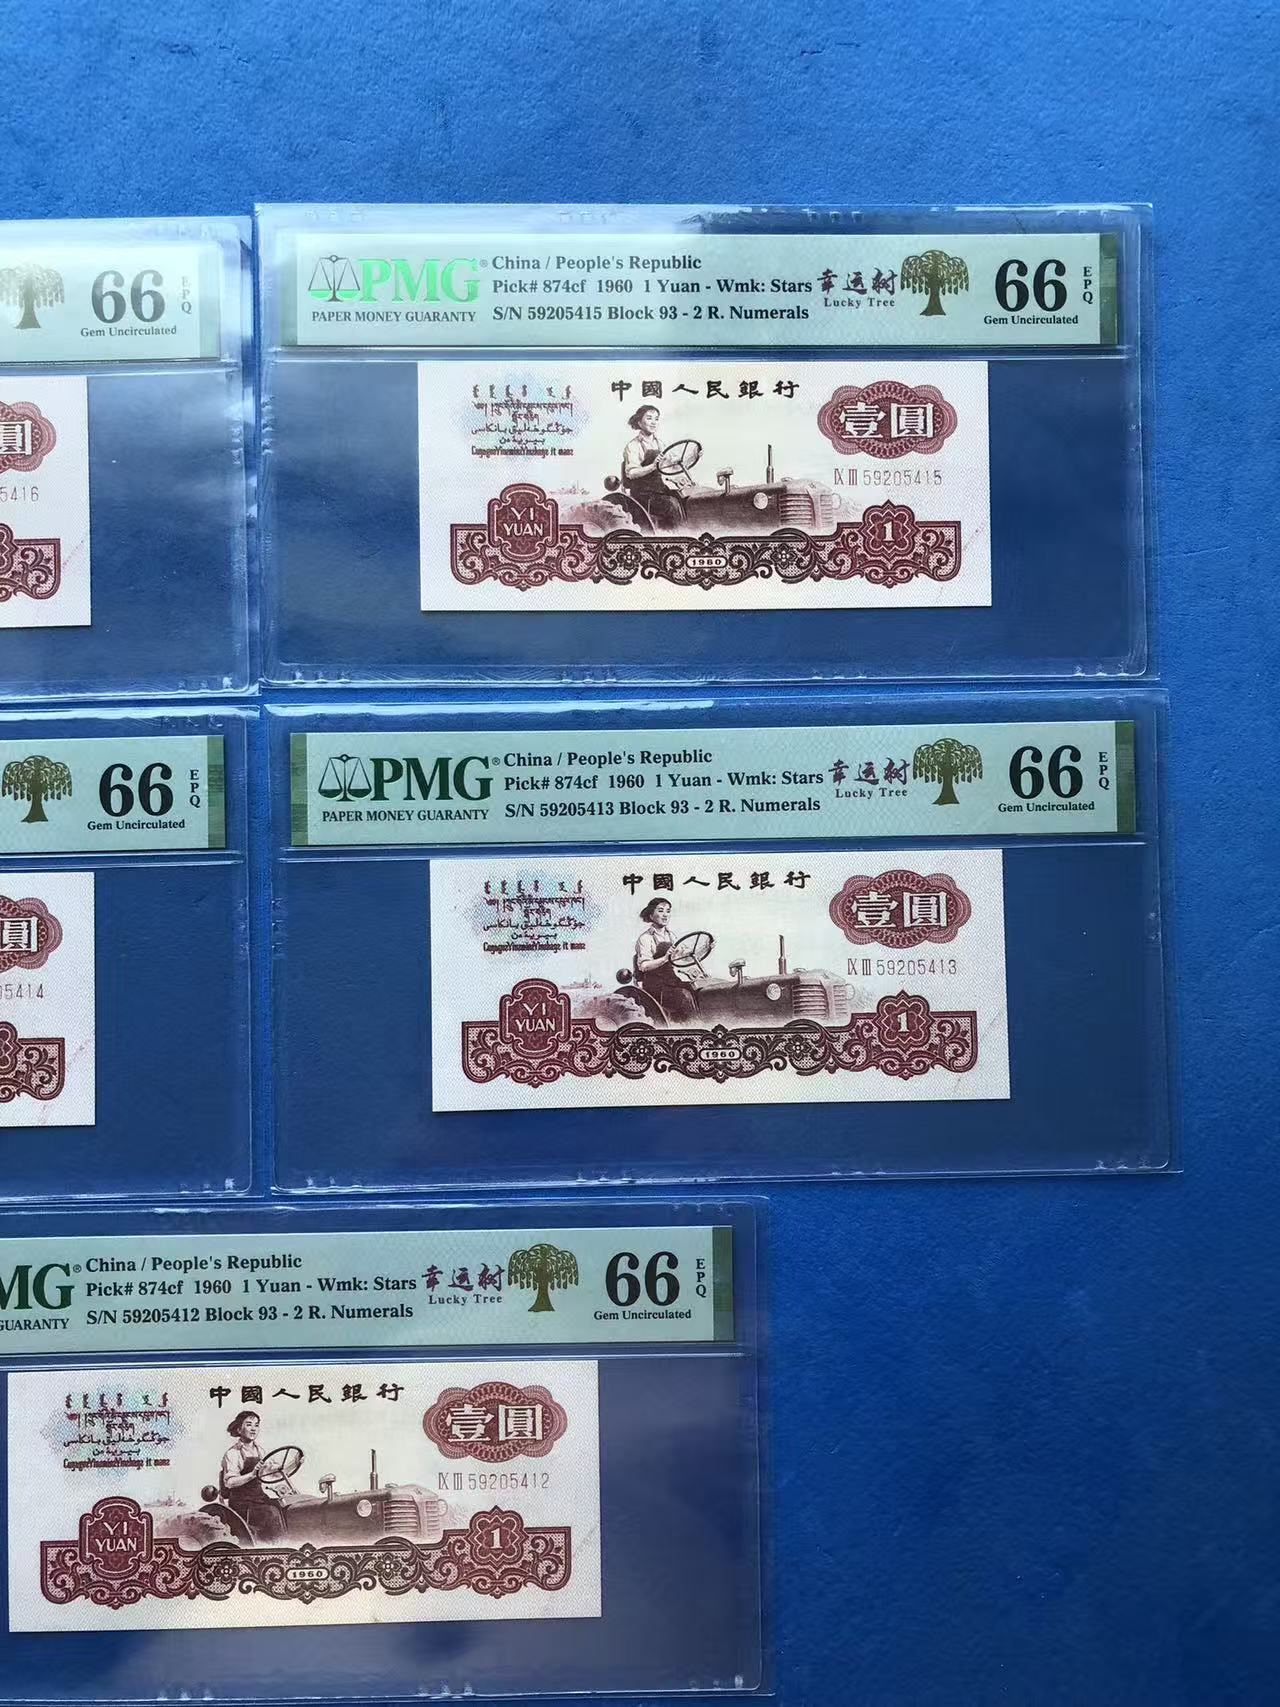 66 EPQ
Gem Uncirculated
圓
5416
PMG® China / People's Republic
Pick# 874cf 1960 1 Yuan - Wmk: Stars 幸运树
PAPER MONEY GUARANTY S/N 59205415 Block 93 - 2 R. Numerals Lucky Tree
66 EPQ
Gem Uncirculated
中國人民銀行
壹圓
IX III 59205415
YI
YUAN
1
1960
66 EPQ
Gem Uncirculated
圓
05414
PMG® China / People's Republic
Pick# 874cf 1960 1 Yuan - Wmk: Stars 幸运树
PAPER MONEY GUARANTY S/N 59205413 Block 93 - 2 R. Numerals Lucky Tree
66 EPQ
Gem Uncirculated
中國人民銀行
壹圓
IX III 59205413
YI
YUAN
1
1960
MG® China / People's Republic
Pick# 874cf 1960 1 Yuan - Wmk: Stars 幸运树
GUARANTY S/N 59205412 Block 93 - 2 R. Numerals Lucky Tree
66 EPQ
Gem Uncirculated
中國人民銀行
壹圓
IX III 59205412
YI
YUAN
1
1960